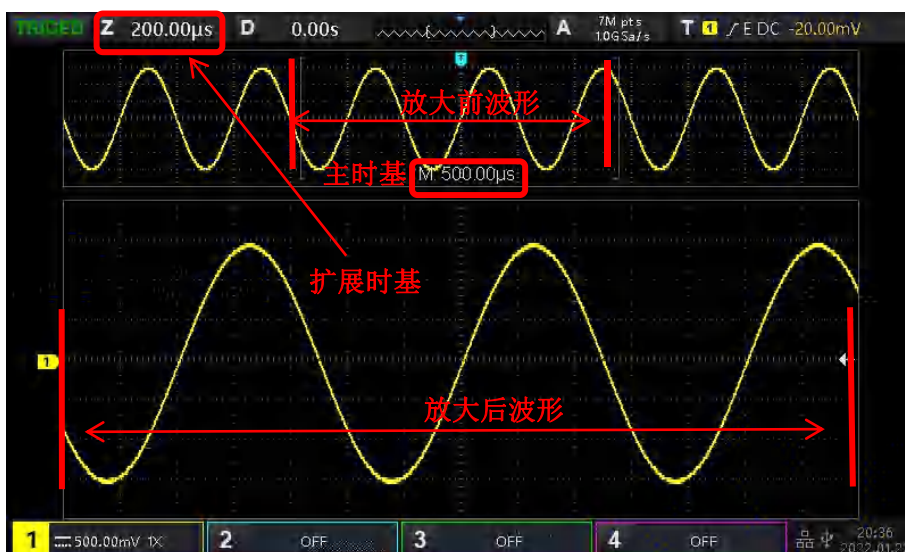 TRIGED Z 200.00μs D 0.00s A 7M pts T 1 E DC -20.00mV
1.0GSa/s
T
放大前波形
主时基 M 500.00μs
扩展时基
1
放大后波形
1 500.00mV 1X 2 OFF 3 OFF 4 OFF 20:36